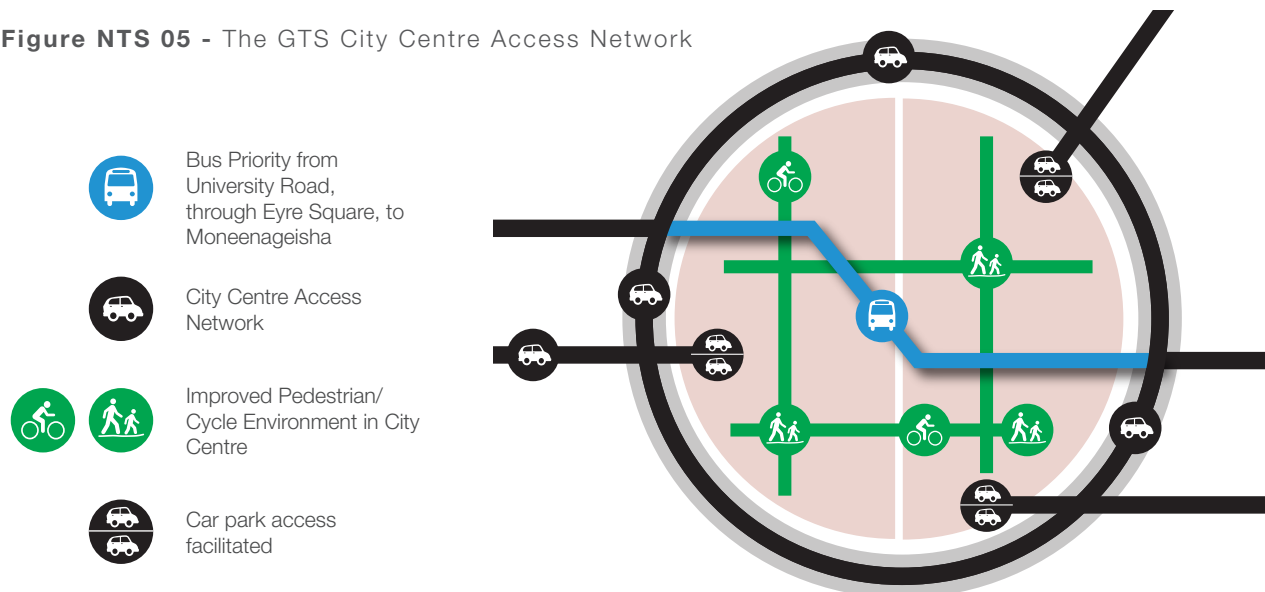 Figure NTS 05 - The GTS City Centre Access Network
Bus Priority from
University Road,
through Eyre Square, to
Moneenageisha
City Centre Access
Network
Improved Pedestrian/
Cycle Environment in City
Centre
Car park access
facilitated